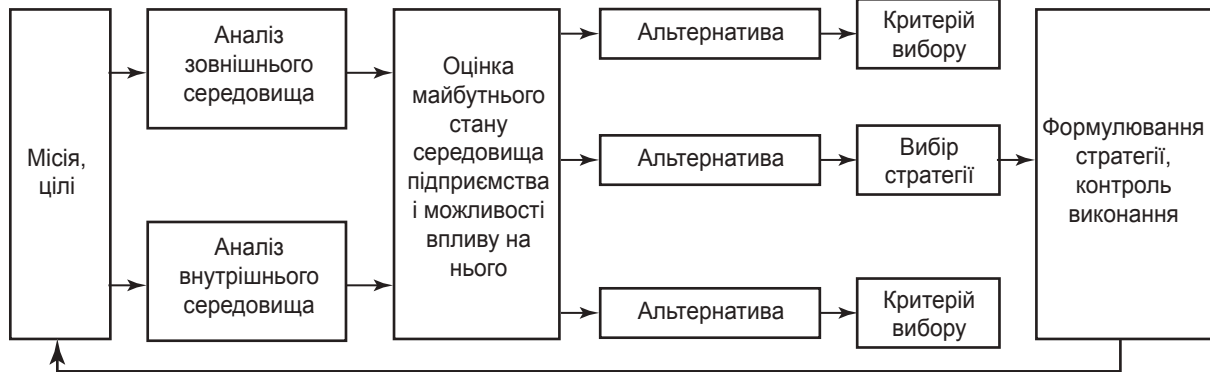 Місія,
цілі
Аналіз
зовнішнього
середовища
Аналіз
внутрішнього
середовища
Оцінка
майбутнього
стану
середовища
підприємства
і можливості
впливу на
нього
Альтернатива
Альтернатива
Альтернатива
Критерій
вибору
Вибір
стратегії
Критерій
вибору
Формулювання
стратегії,
контроль
виконання